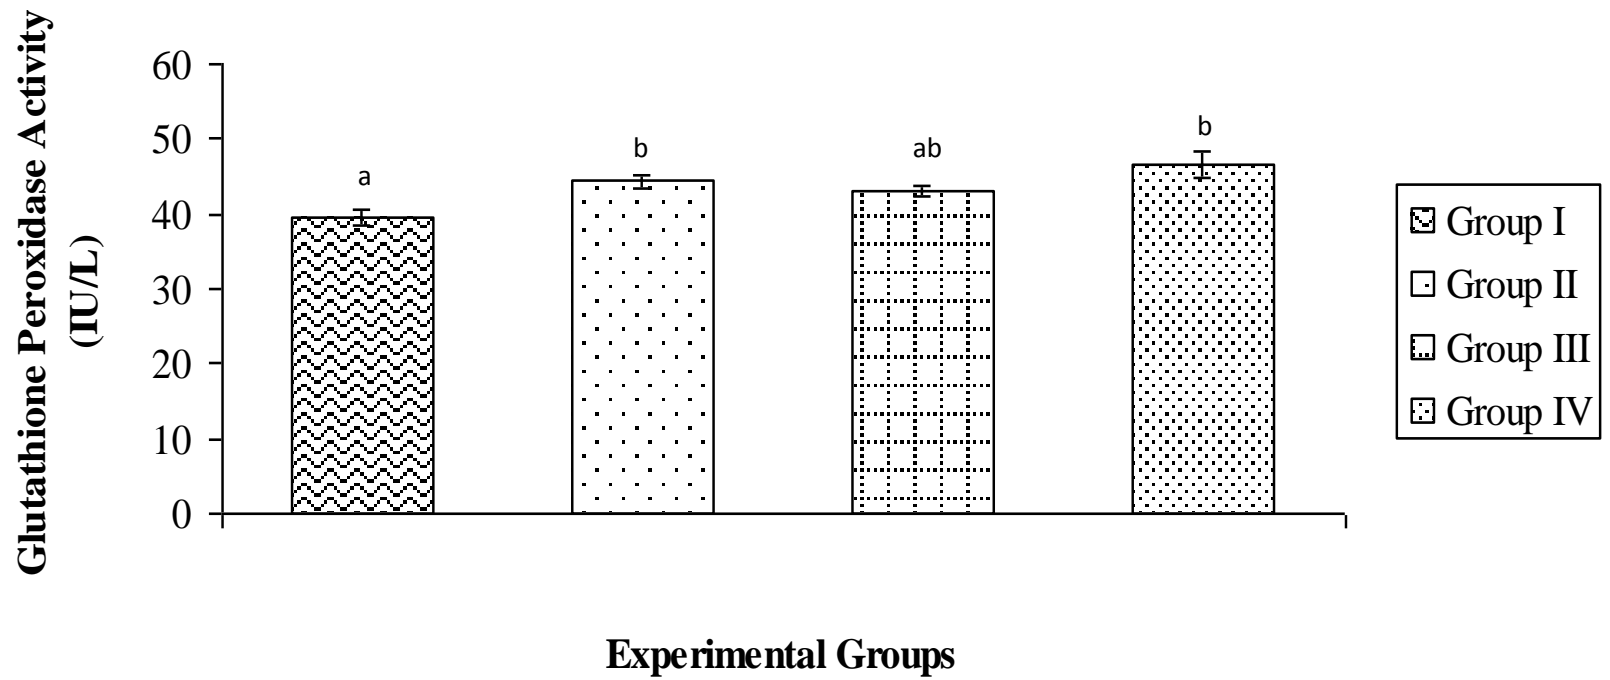 Glutathione Peroxidase Activity
(IU/L)
60
50
40
30
20
10
0
a
b
ab
b
Group I
Group II
Group III
Group IV
Experimental Groups